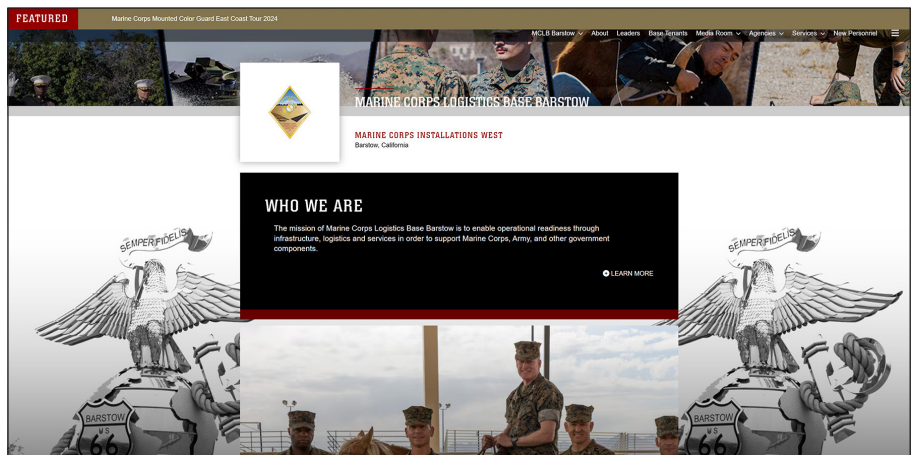 FEATURED
Marine Corps Mounted Color Guard East Coast Tour 2024
MCLB Barstow About Leaders Base Tenants Media Room Agencies Services New Personnel
MARINE CORPS LOGISTICS BASE BARSTOW
MARINE CORPS INSTALLATIONS WEST
Barstow, California
WHO WE ARE
The mission of Marine Corps Logistics Base Barstow is to enable operational readiness through
infrastructure, logistics and services in order to support Marine Corps, Army, and other government
components.
LEARN MORE
SEMPER FIDELIS
SEMPER FIDELIS
BARSTOW
U S
66
BARSTOW
U S
66